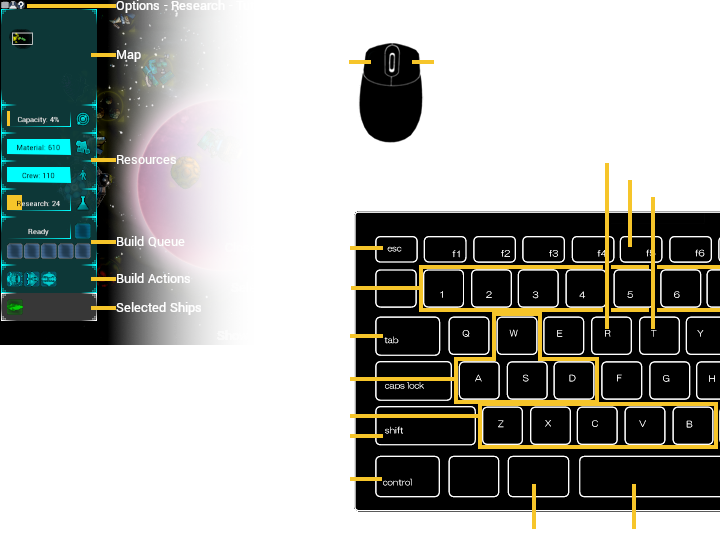 Options - Research -
Map
Capacity: 4%
Material: 610
Crew: 110
Resources
Research: 24
Ready
Build Queue
Build Actions
Selected Ships
esc f1 f2 f3 f4 f5 f6
1 2 3 4 5 6
tab Q W E R T Y
caps lock A S D F G H
shift Z X C V B
control